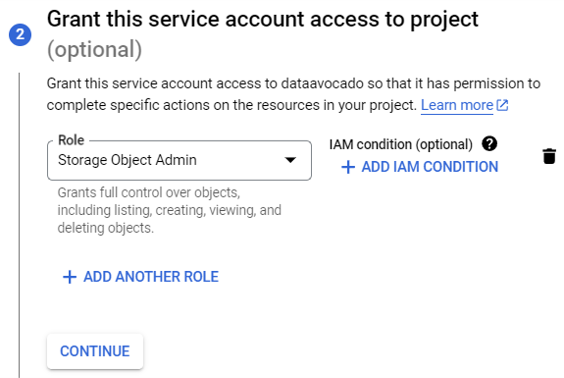 2
Grant this service account access to project
(optional)
Grant this service account access to dataavocado so that it has permission to
complete specific actions on the resources in your project. Learn more
Role
Storage Object Admin
IAM condition (optional) ?
+ ADD IAM CONDITION
Grants full control over objects,
including listing, creating, viewing, and
deleting objects.
+ ADD ANOTHER ROLE
CONTINUE